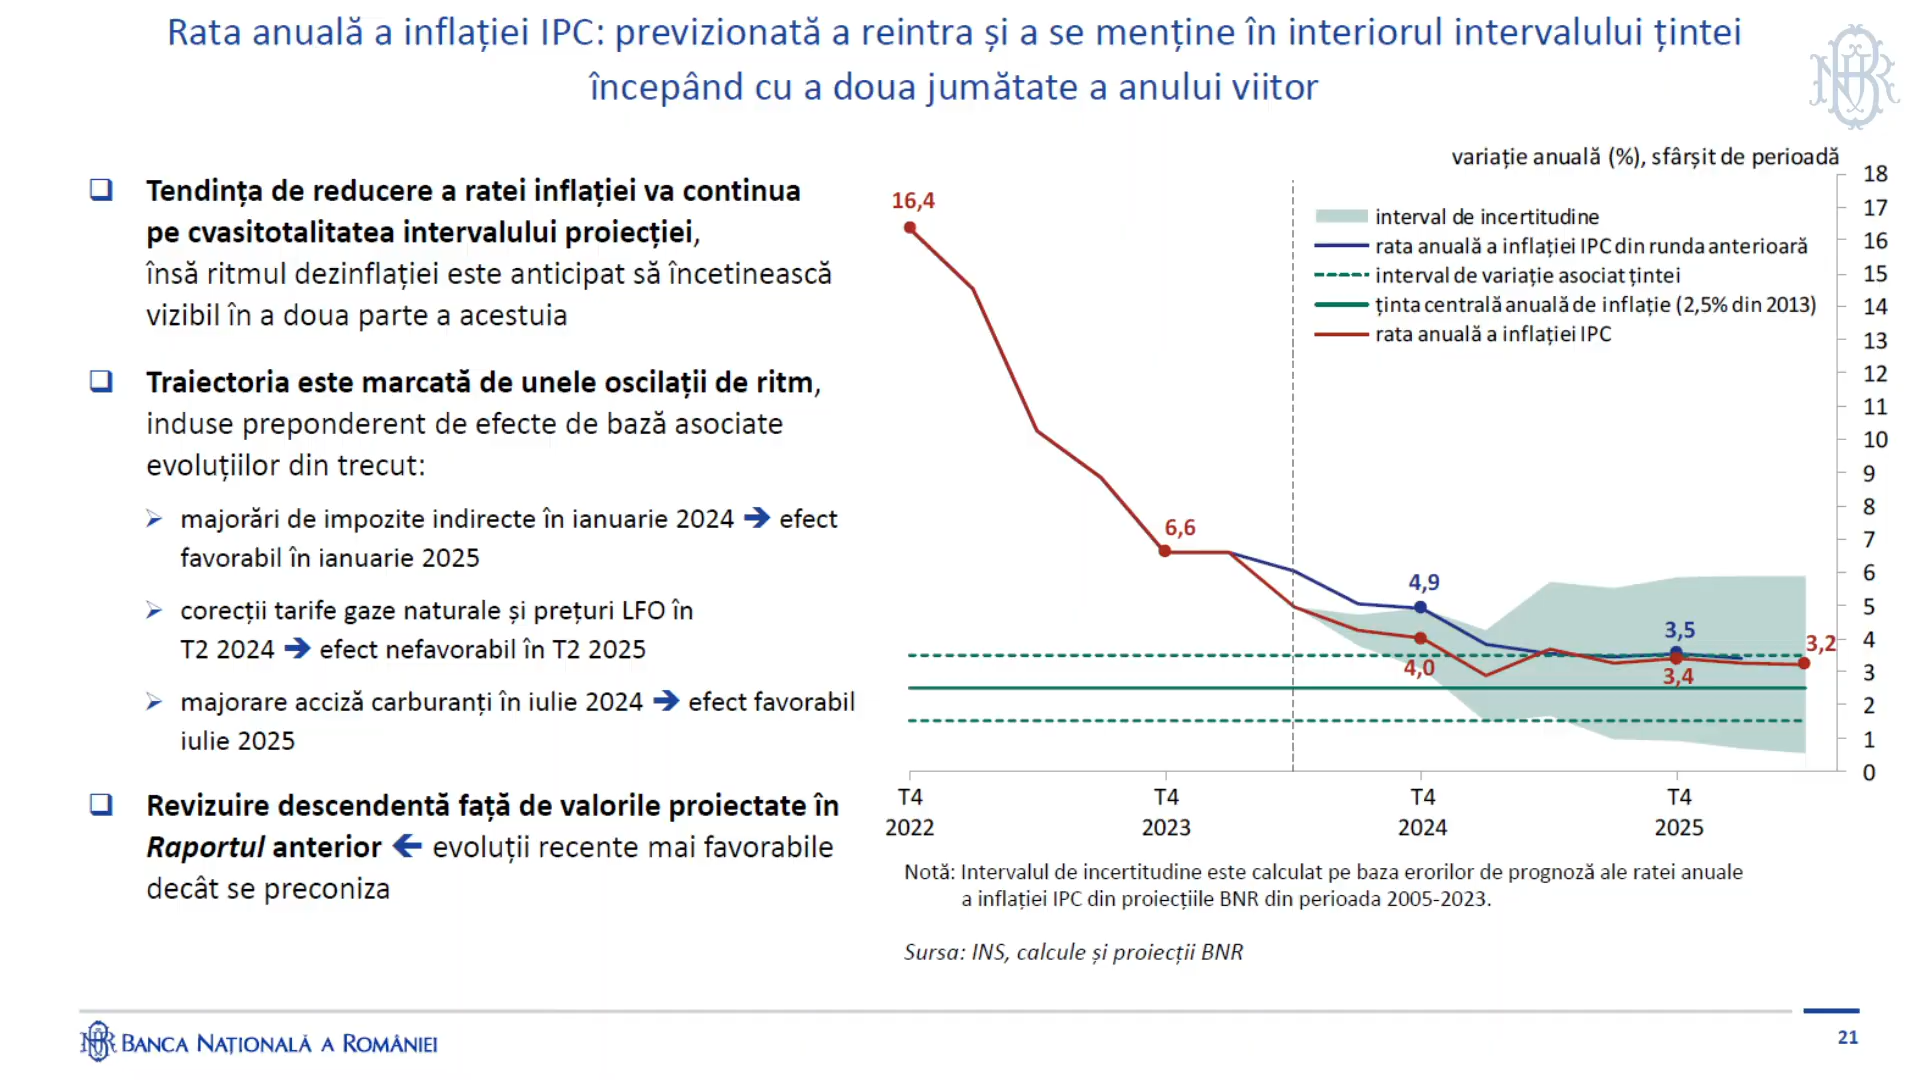 Rata anuală a inflației IPC: previzionată a reintra și a se menține în interiorul intervalului țintei
începând cu a doua jumătate a anului viitor
Tendința de reducere a ratei inflației va continua
pe cvasitotalitatea intervalului proiecției,
însă ritmul dezinflației este anticipat să încetinească
vizibil în a doua parte a acestuia
Traiectoria este marcată de unele oscilații de ritm,
induse preponderent de efecte de bază asociate
evoluțiilor din trecut:
majorări de impozite indirecte în ianuarie 2024 🡺 efect
favorabil în ianuarie 2025
corecții tarife gaze naturale și prețuri LFO în
T2 2024 🡺 efect nefavorabil în T2 2025
majorare acciză carburanți în iulie 2024 🡺 efect favorabil
iulie 2025
Revizuire descendentă față de valorile proiectate în
Raportul anterior 🡸 evoluții recente mai favorabile
decât se preconiza
variație anuală (%), sfârșit de perioadă
interval de incertitudine
rata anuală a inflației IPC din runda anterioară
interval de variație asociat țintei
ținta centrală anuală de inflație (2,5% din 2013)
rata anuală a inflației IPC
18
17
16
15
14
13
12
11
10
9
8
7
6
5
4
3
2
1
0
16,4
6,6
4,9
4,0
3,5
3,4
3,2
T4 T4 T4 T4
2022 2023 2024 2025
Notă: Intervalul de incertitudine este calculat pe baza erorilor de prognoză ale ratei anuale
a inflației IPC din proiecțiile BNR din perioada 2005-2023.
Sursa: INS, calcule și proiecții BNR
BANCA NAȚIONALĂ A ROMÂNIEI
21